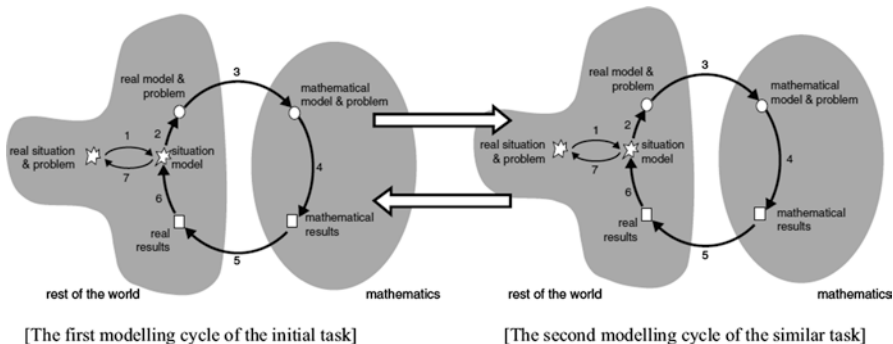 real model &
problem
3
mathematical
model & problem
real situation
& problem
1
2
situation
model
7
4
6
real
results
mathematical
results
5
rest of the world
mathematics
[The first modelling cycle of the initial task]
real model &
problem
3
mathematical
model & problem
real situation
& problem
1
2
situation
model
7
4
6
real
results
mathematical
results
5
rest of the world
mathematics
[The second modelling cycle of the similar task]